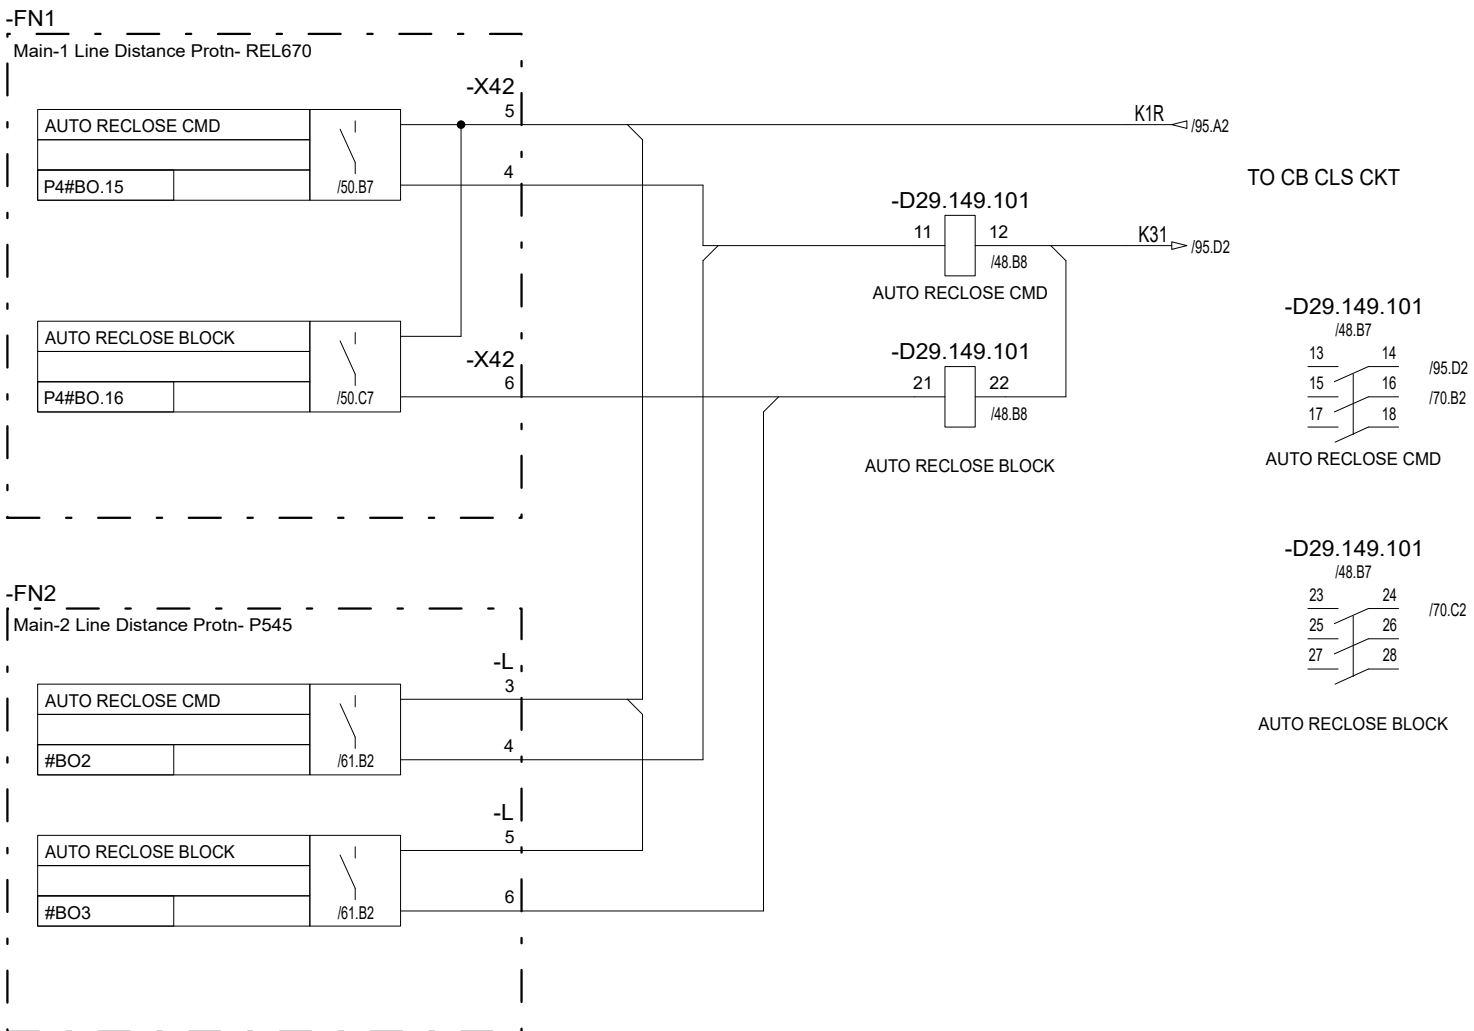 -FN1
Main-1 Line Distance Protn- REL670
-X42
5
AUTO RECLOSE CMD
P4#BO.15
/50.B7
4
K1R
/95.A2
TO CB CLS CKT
-D29.149.101
11
12
/48.B8
AUTO RECLOSE CMD
K31
/95.D2
AUTO RECLOSE BLOCK
P4#BO.16
/50.C7
-X42
6
-D29.149.101
21
22
/48.B8
AUTO RECLOSE BLOCK
-D29.149.101
/48.B7
13 14 /95.D2
15 16 /70.B2
17 18
AUTO RECLOSE CMD
-D29.149.101
/48.B7
23 24 /70.C2
25 26
27 28
AUTO RECLOSE BLOCK
-FN2
Main-2 Line Distance Protn- P545
-L
3
AUTO RECLOSE CMD
#BO2
/61.B2
4
-L
5
AUTO RECLOSE BLOCK
#BO3
/61.B2
6